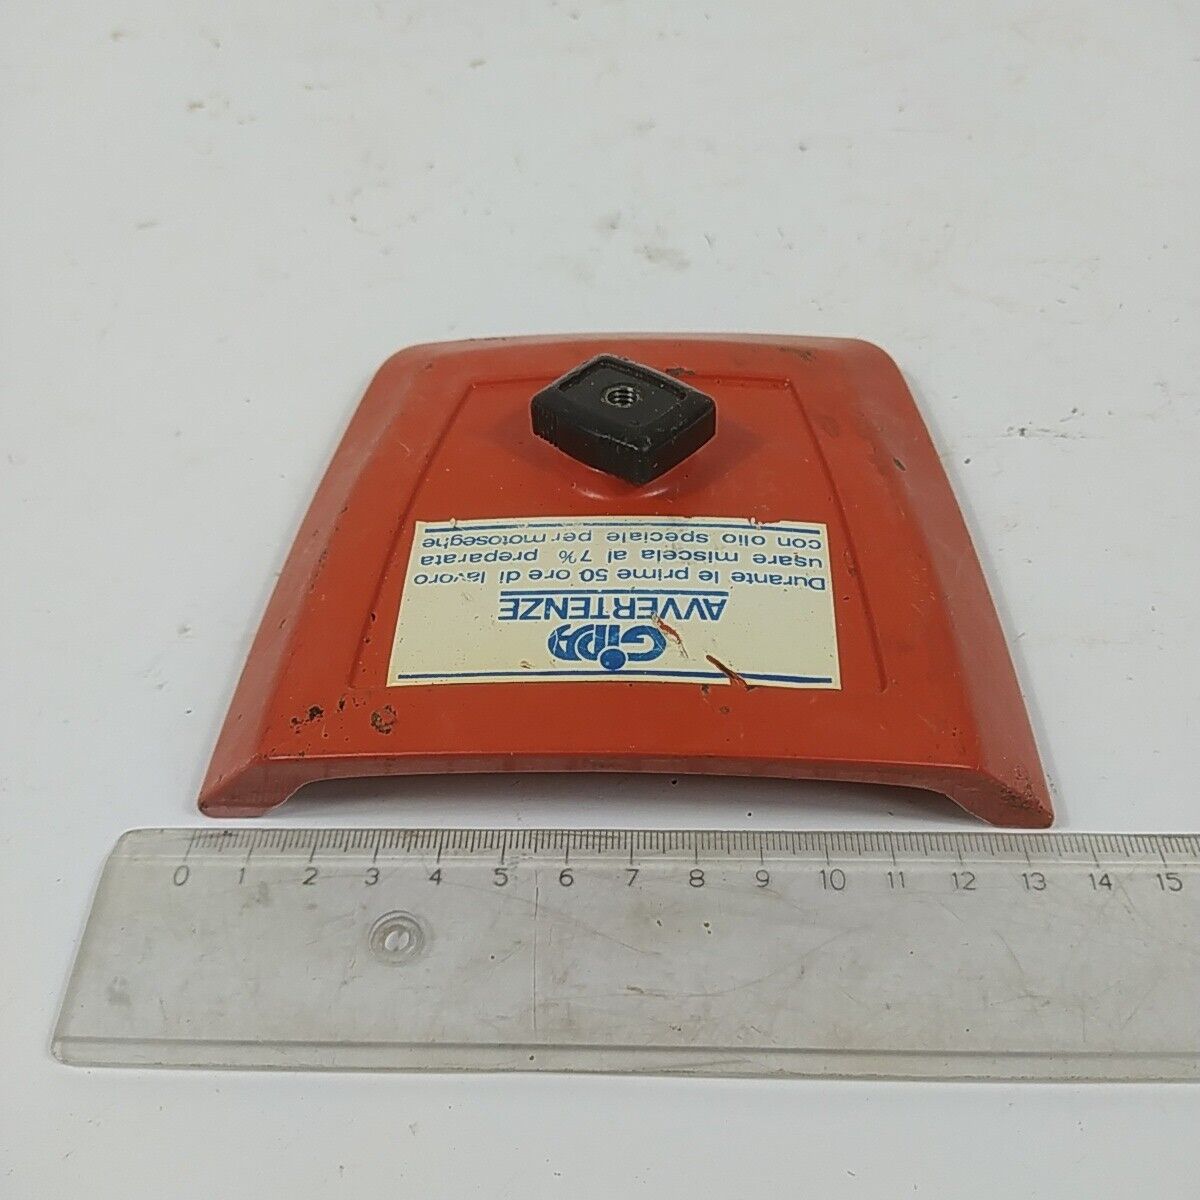 GIPA
AVVERTENZE
Durante le prime 50 ore di lavoro
usare miscela al 7% preparata
con olio speciale per motoseghe
0 1 2 3 4 5 6 7 8 9 10 11 12 13 14 15